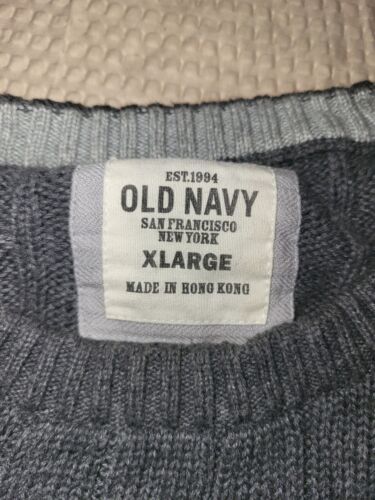 EST.1994
OLD NAVY
SAN FRANCISCO
NEW YORK
XLARGE
MADE IN HONG KONG